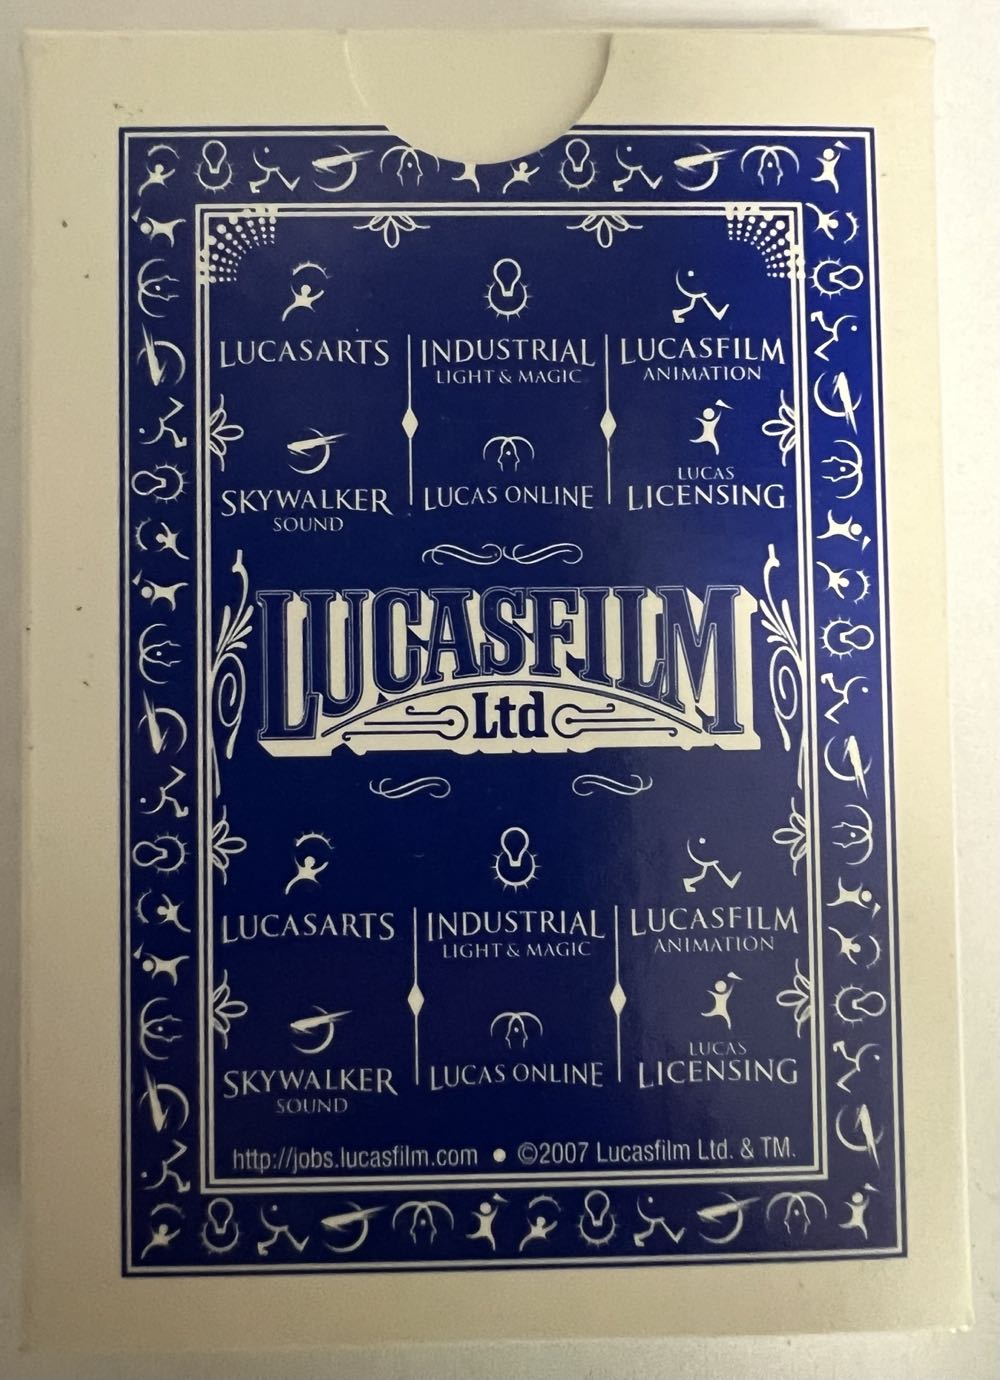 LUCASARTS
INDUSTRIAL
LIGHT & MAGIC
LUCASFILM
ANIMATION
SKYWALKER
SOUND
LUCAS ONLINE
LUCAS
LICENSING
LUCASFILM
Ltd
LUCASARTS
INDUSTRIAL
LIGHT & MAGIC
LUCASFILM
ANIMATION
SKYWALKER
SOUND
LUCAS ONLINE
LUCAS
LICENSING
http://jobs.lucasfilm.com • ©2007 Lucasfilm Ltd. & TM.